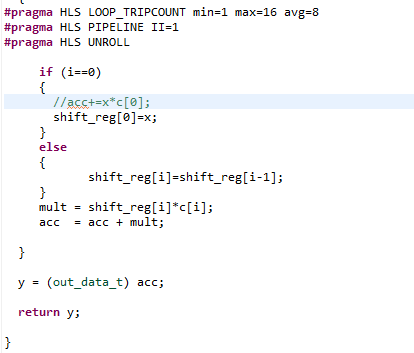 {
#pragma HLS LOOP_TRIPCOUNT min=1 max=16 avg=8
#pragma HLS PIPELINE II=1
#pragma HLS UNROLL
if (i==0)
{
//acc+=x*c[0];
shift_reg[0]=x;
}
else
{
shift_reg[i]=shift_reg[i-1];
}
mult = shift_reg[i]*c[i];
acc  = acc + mult;
}
y = (out_data_t) acc;
return y;
}